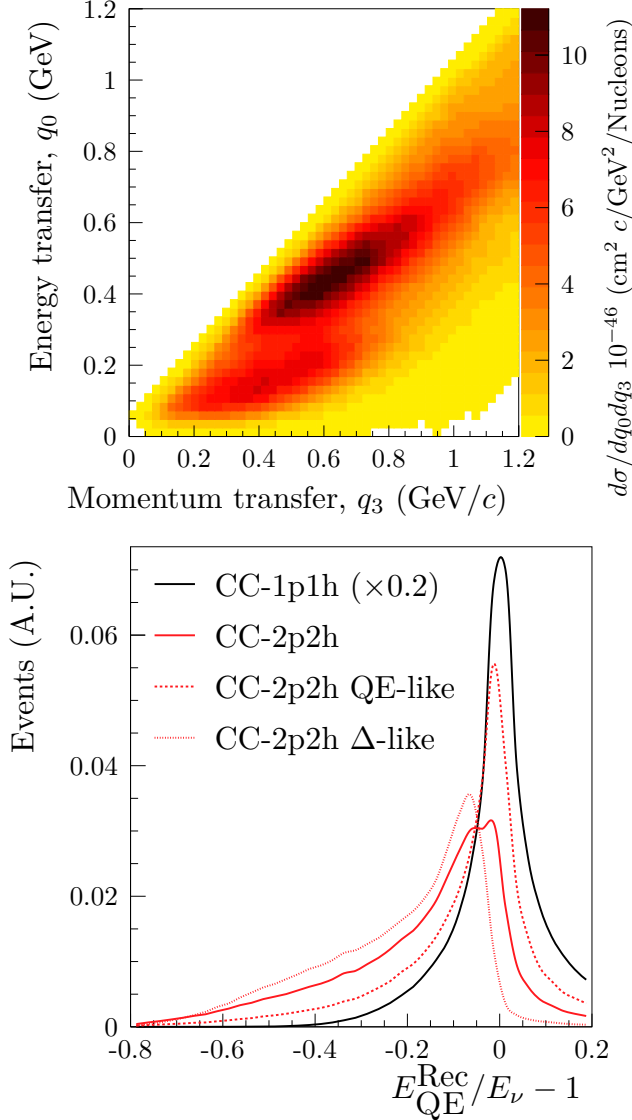 1.2
1
0.8
0.6
0.4
0.2
0
Energy transfer, q₀ (GeV)
0 0.2 0.4 0.6 0.8 1 1.2
Momentum transfer, q₃ (GeV/c)
10
8
6
4
2
0
dσ/dq₀dq₃ 10⁻⁴⁶ (cm² c/GeV²/Nucleons)
CC-1p1h (×0.2)
CC-2p2h
CC-2p2h QE-like
CC-2p2h Δ-like
0.06
0.04
0.02
0
Events (A.U.)
-0.8 -0.6 -0.4 -0.2 0 0.2
E^Rec_QE/E_ν − 1